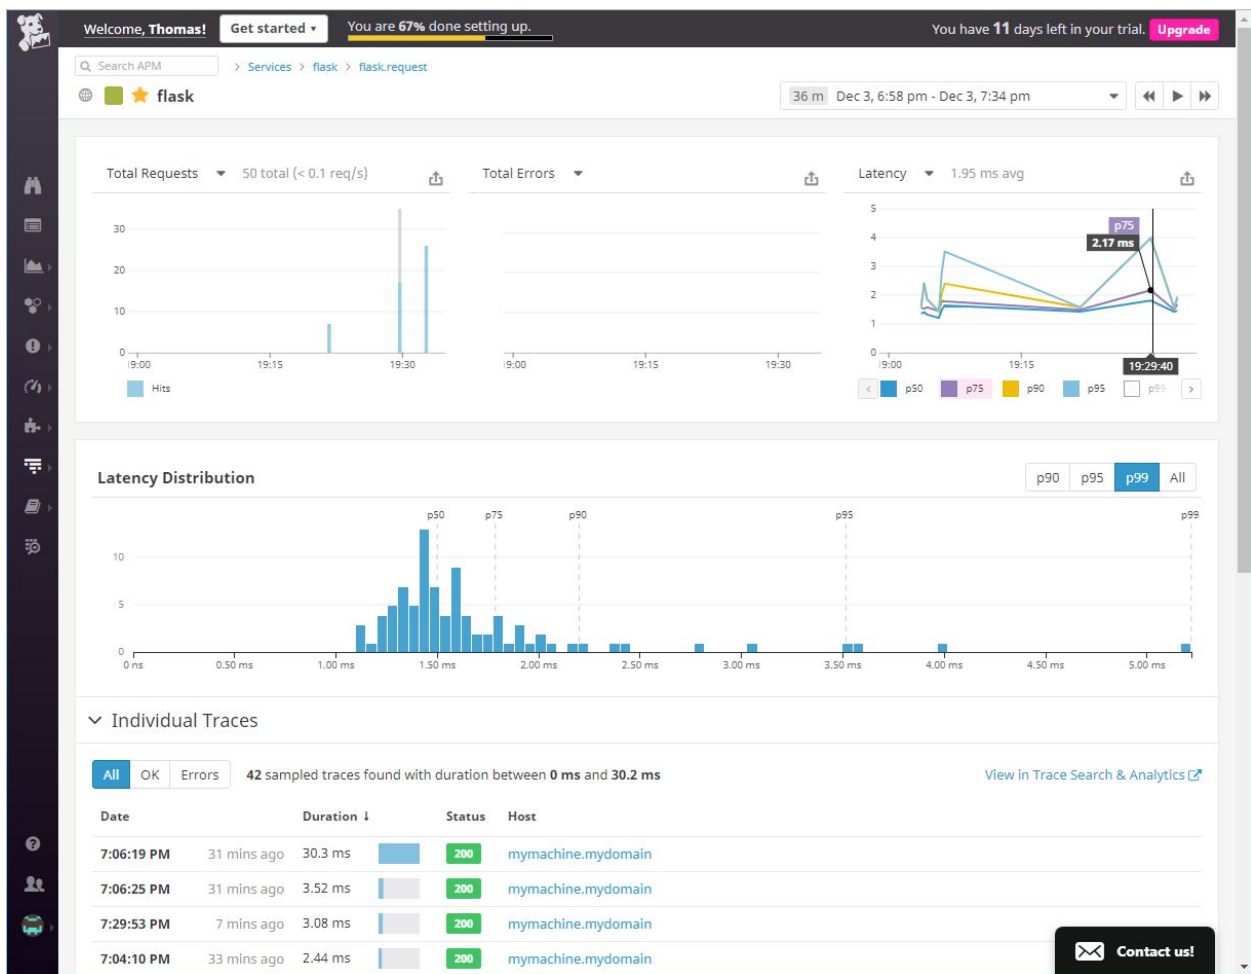 Welcome, Thomas! Get started You are 67% done setting up. You have 11 days left in your trial. Upgrade
Search APM > Services > flask > flask.request
flask 36 m Dec 3, 6:58 pm - Dec 3, 7:34 pm
Total Requests 50 total (< 0.1 req/s)
30
20
10
0
19:00 19:15 19:30
Hits
Total Errors
19:00 19:15 19:30
Latency 1.95 ms avg
5
4
3
2
1
0
p75
2.17 ms
19:00 19:15 19:29:40
p50 p75 p90 p95 p99
Latency Distribution p90 p95 p99 All
p50 p75 p90 p95 p99
10
5
0
0 ns 0.50 ms 1.00 ms 1.50 ms 2.00 ms 2.50 ms 3.00 ms 3.50 ms 4.00 ms 4.50 ms 5.00 ms
Individual Traces
All OK Errors 42 sampled traces found with duration between 0 ms and 30.2 ms View in Trace Search & Analytics
Date Duration ↓ Status Host
7:06:19 PM 31 mins ago 30.3 ms 200 mymachine.mydomain
7:06:25 PM 31 mins ago 3.52 ms 200 mymachine.mydomain
7:29:53 PM 7 mins ago 3.08 ms 200 mymachine.mydomain
7:04:10 PM 33 mins ago 2.44 ms 200 mymachine.mydomain
Contact us!